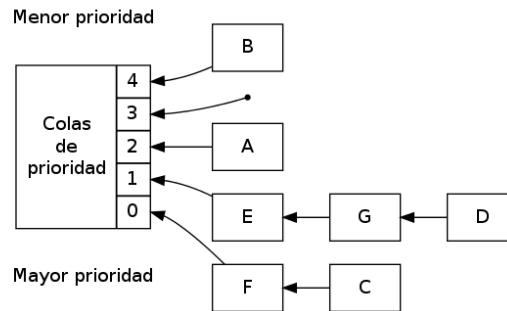 Menor prioridad
B
4
3
Colas
de
prioridad
2
A
1
0
E
G
D
Mayor prioridad
F
C